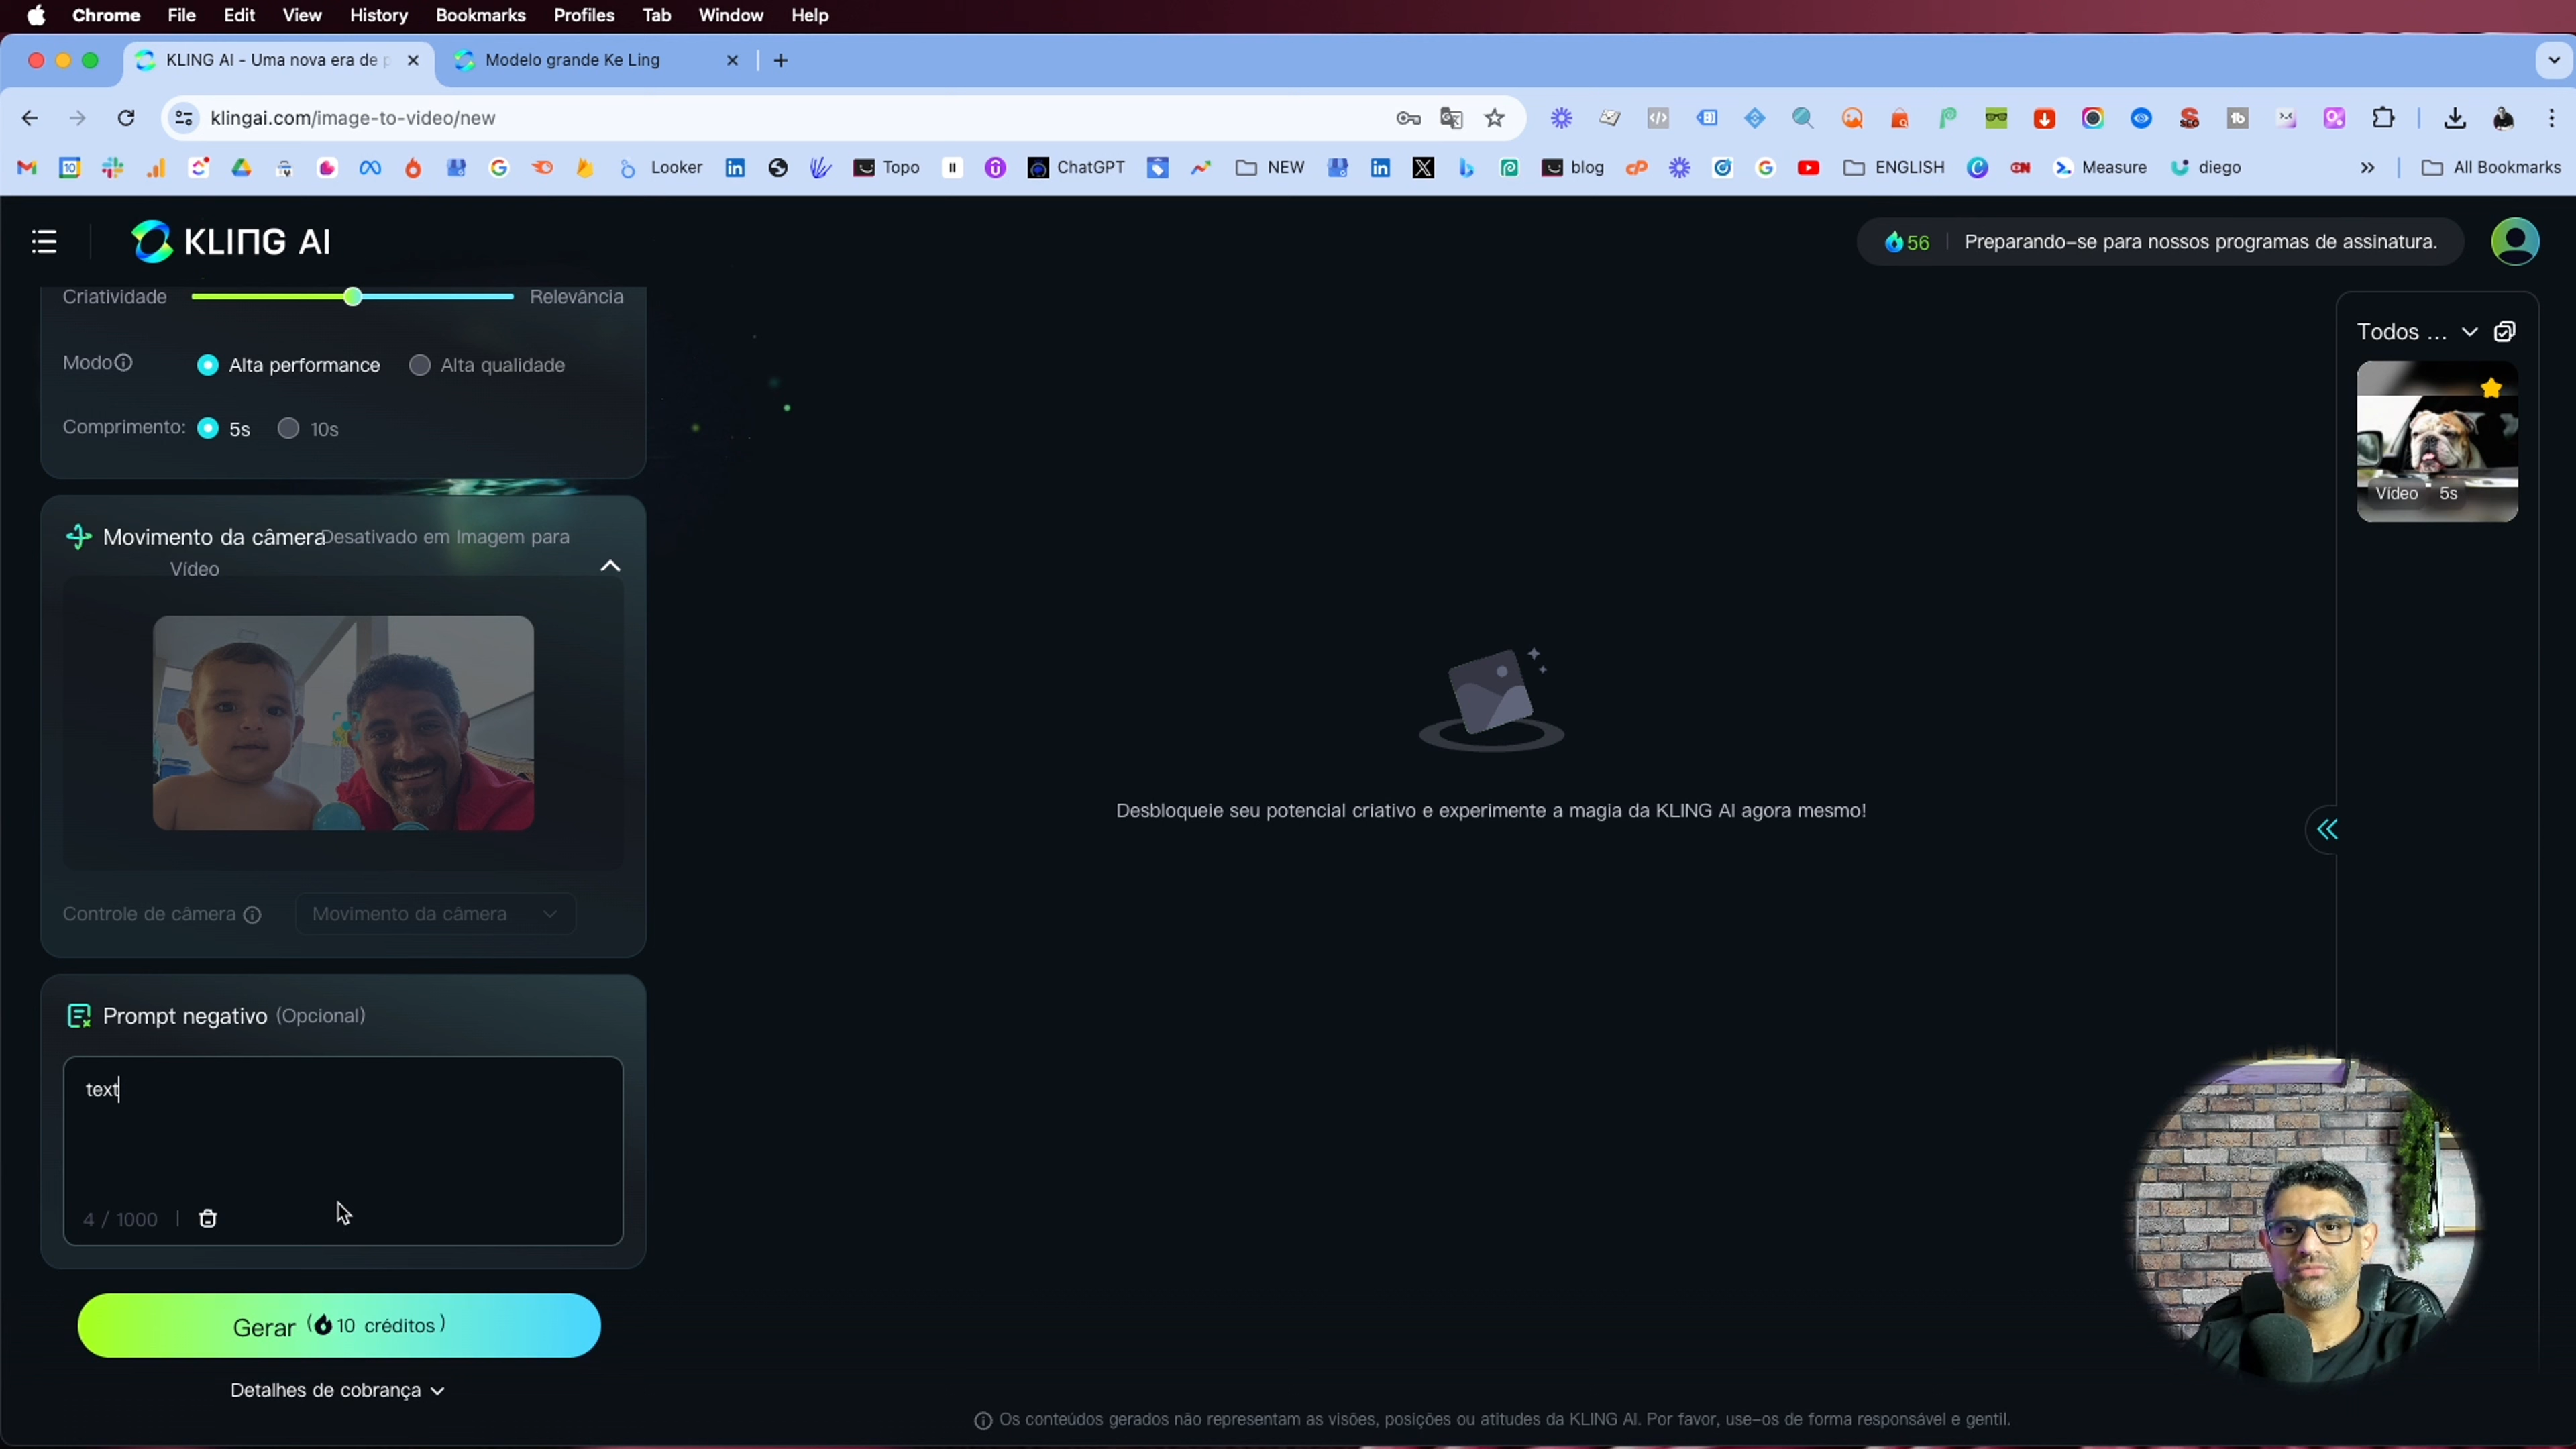 Chrome File Edit View History Bookmarks Profiles Tab Window Help
KLING AI - Uma nova era de p
Modelo grande Ke Ling
klingai.com/image-to-video/new
Looker
Topo
ChatGPT
NEW
blog
ENGLISH
Measure
diego
All Bookmarks
KLING AI
56
Preparando-se para nossos programas de assinatura.
Criatividade
Relevância
Modo
Alta performance
Alta qualidade
Comprimento:
5s
10s
Movimento da câmera
Desativado em Imagem para
Vídeo
Controle de câmera
Movimento da câmera
Prompt negativo (Opcional)
text
4 / 1000
Gerar ( 10 créditos )
Detalhes de cobrança
Desbloqueie seu potencial criativo e experimente a magia da KLING AI agora mesmo!
Todos ...
Vídeo 5s
Os conteúdos gerados não representam as visões, posições ou atitudes da KLING AI. Por favor, use-os de forma responsável e gentil.